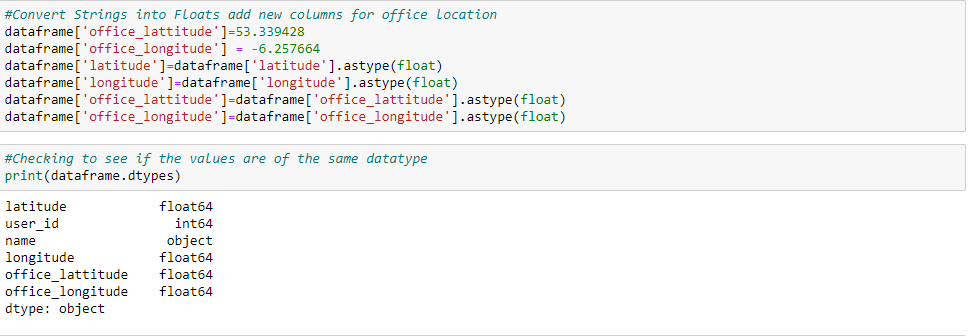 #Convert Strings into Floats add new columns for office location
dataframe['office_lattitude']=53.339428
dataframe['office_longitude'] = -6.257664
dataframe['latitude']=dataframe['latitude'].astype(float)
dataframe['longitude']=dataframe['longitude'].astype(float)
dataframe['office_lattitude']=dataframe['office_lattitude'].astype(float)
dataframe['office_longitude']=dataframe['office_longitude'].astype(float)
#Checking to see if the values are of the same datatype
print(dataframe.dtypes)
latitude            float64
user_id               int64
name                 object
longitude           float64
office_lattitude    float64
office_longitude    float64
dtype: object